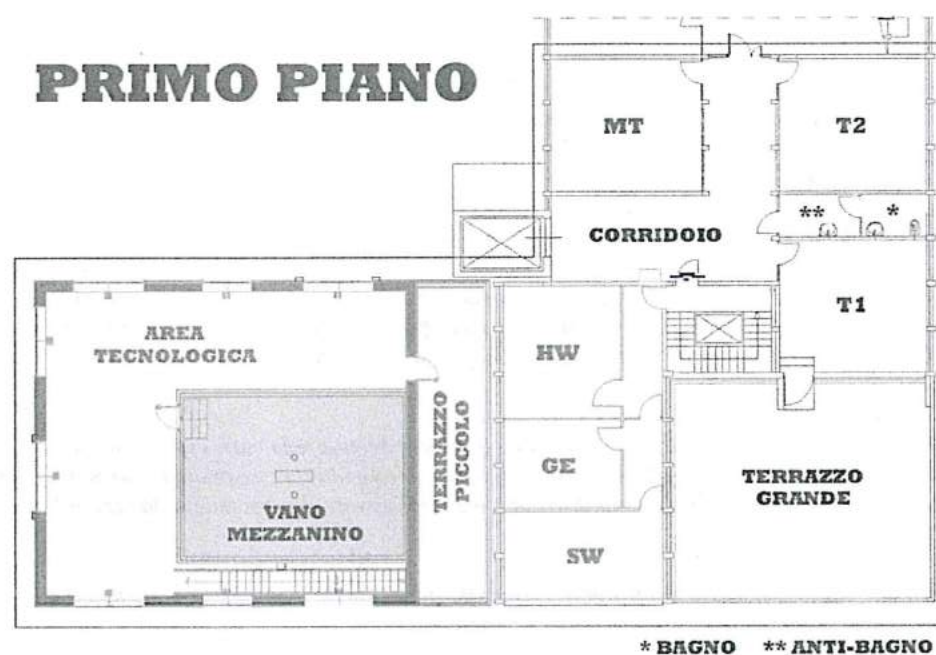 PRIMO PIANO
MT
T2
**
*
CORRIDOIO
T1
AREA
TECNOLOGICA
HW
TERRAZZO
PICCOLO
GE
TERRAZZO
GRANDE
VANO
MEZZANINO
SW
* BAGNO ** ANTI-BAGNO